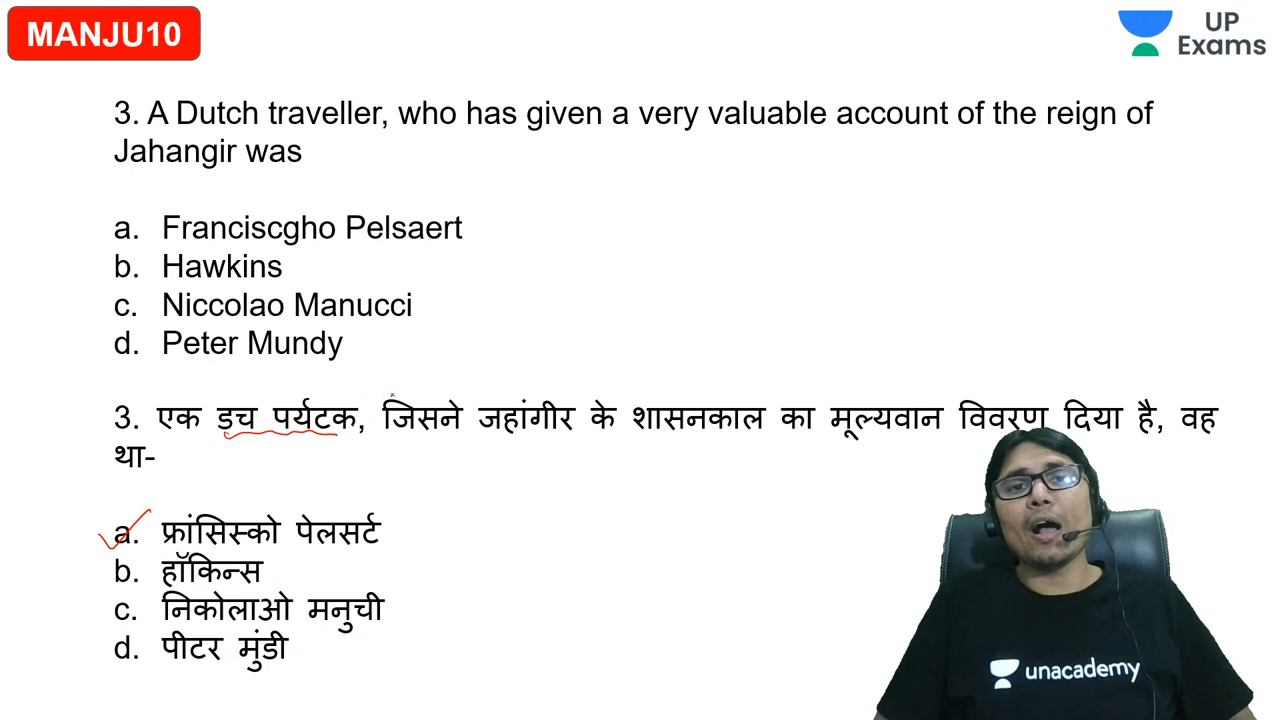 MANJU10
UP
Exams
3. A Dutch traveller, who has given a very valuable account of the reign of
Jahangir was
a. Franciscgho Pelsaert
b. Hawkins
c. Niccolao Manucci
d. Peter Mundy
3. एक डच पर्यटक, जिसने जहांगीर के शासनकाल का मूल्यवान विवरण दिया है, वह
था-
a. फ्रांसिस्को पेलसर्ट
b. हॉकिन्स
c. निकोलाओ मनुची
d. पीटर मुंडी
unacademy